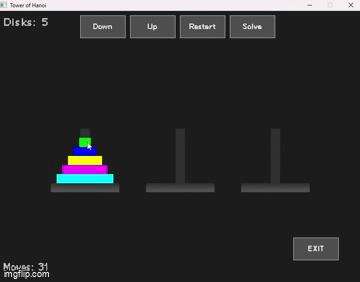 Tower of Hanoi
Disks: 5
Down
Up
Restart
Solve
EXIT
Moves: 31
imgflip.com